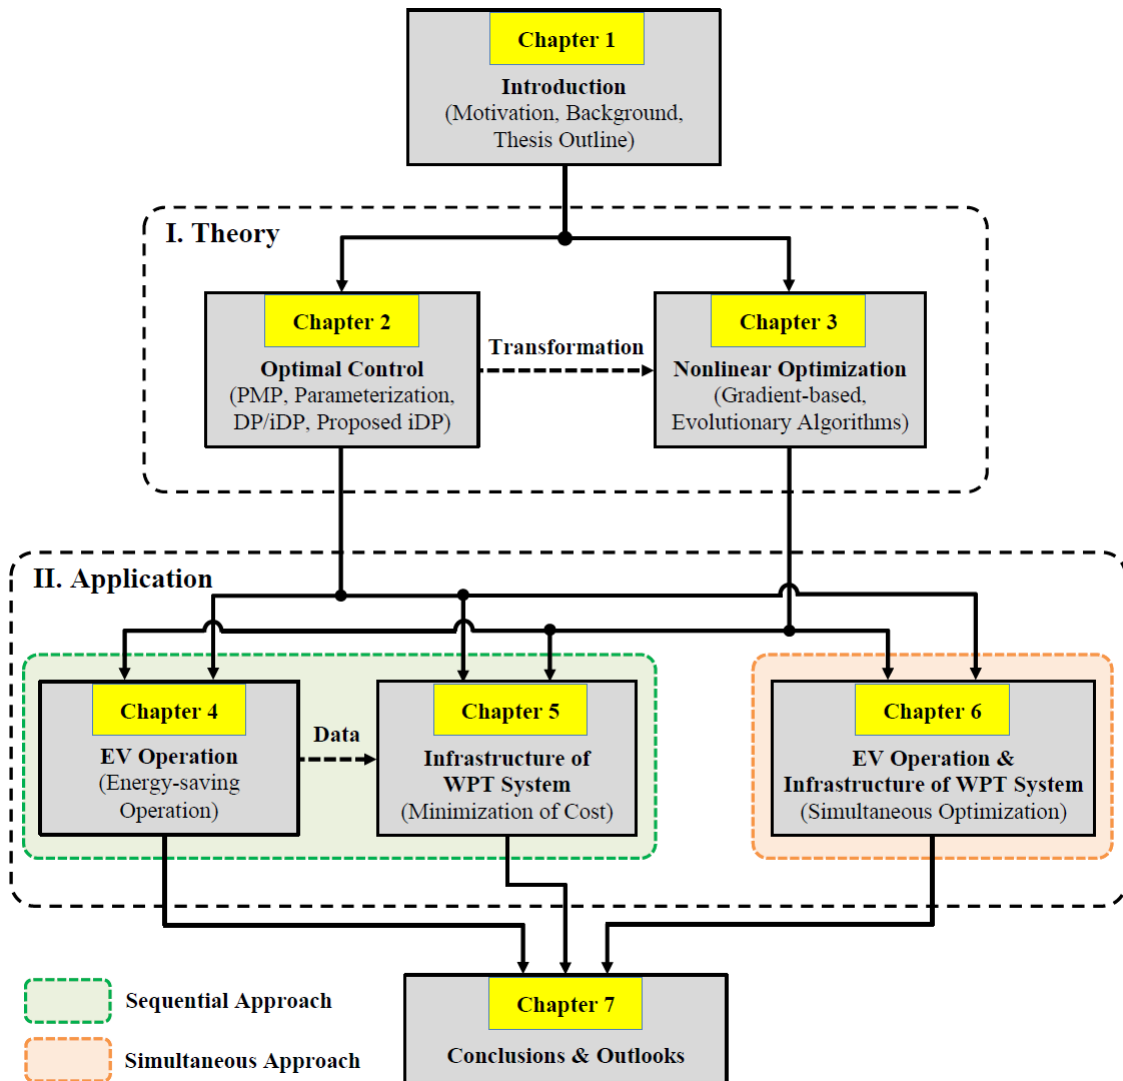 Chapter 1
Introduction
(Motivation, Background,
Thesis Outline)
I. Theory
Chapter 2
Optimal Control
(PMP, Parameterization,
DP/iDP, Proposed iDP)
Transformation
Chapter 3
Nonlinear Optimization
(Gradient-based,
Evolutionary Algorithms)
II. Application
Chapter 4
EV Operation
(Energy-saving
Operation)
Data
Chapter 5
Infrastructure of
WPT System
(Minimization of Cost)
Chapter 6
EV Operation &
Infrastructure of WPT System
(Simultaneous Optimization)
Chapter 7
Conclusions & Outlooks
Sequential Approach
Simultaneous Approach